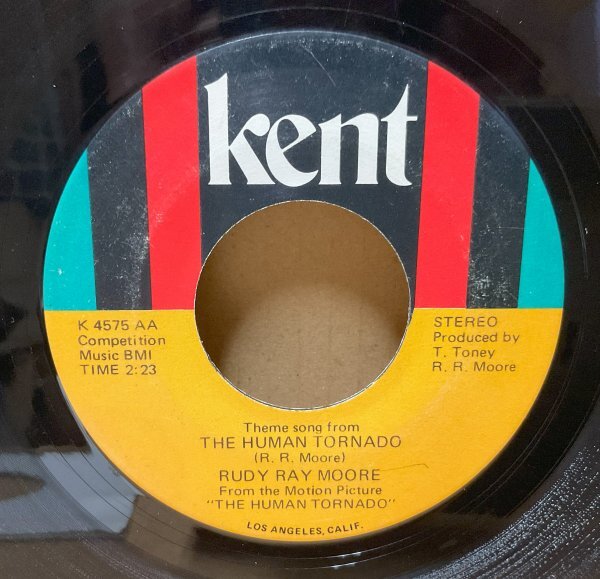 kent
K 4575 AA
Competition
Music BMI
TIME 2:23
STEREO
Produced by
T. Toney
R. R. Moore
Theme song from
THE HUMAN TORNADO
(R. R. Moore)
RUDY RAY MOORE
From the Motion Picture
"THE HUMAN TORNADO"
LOS ANGELES, CALIF.